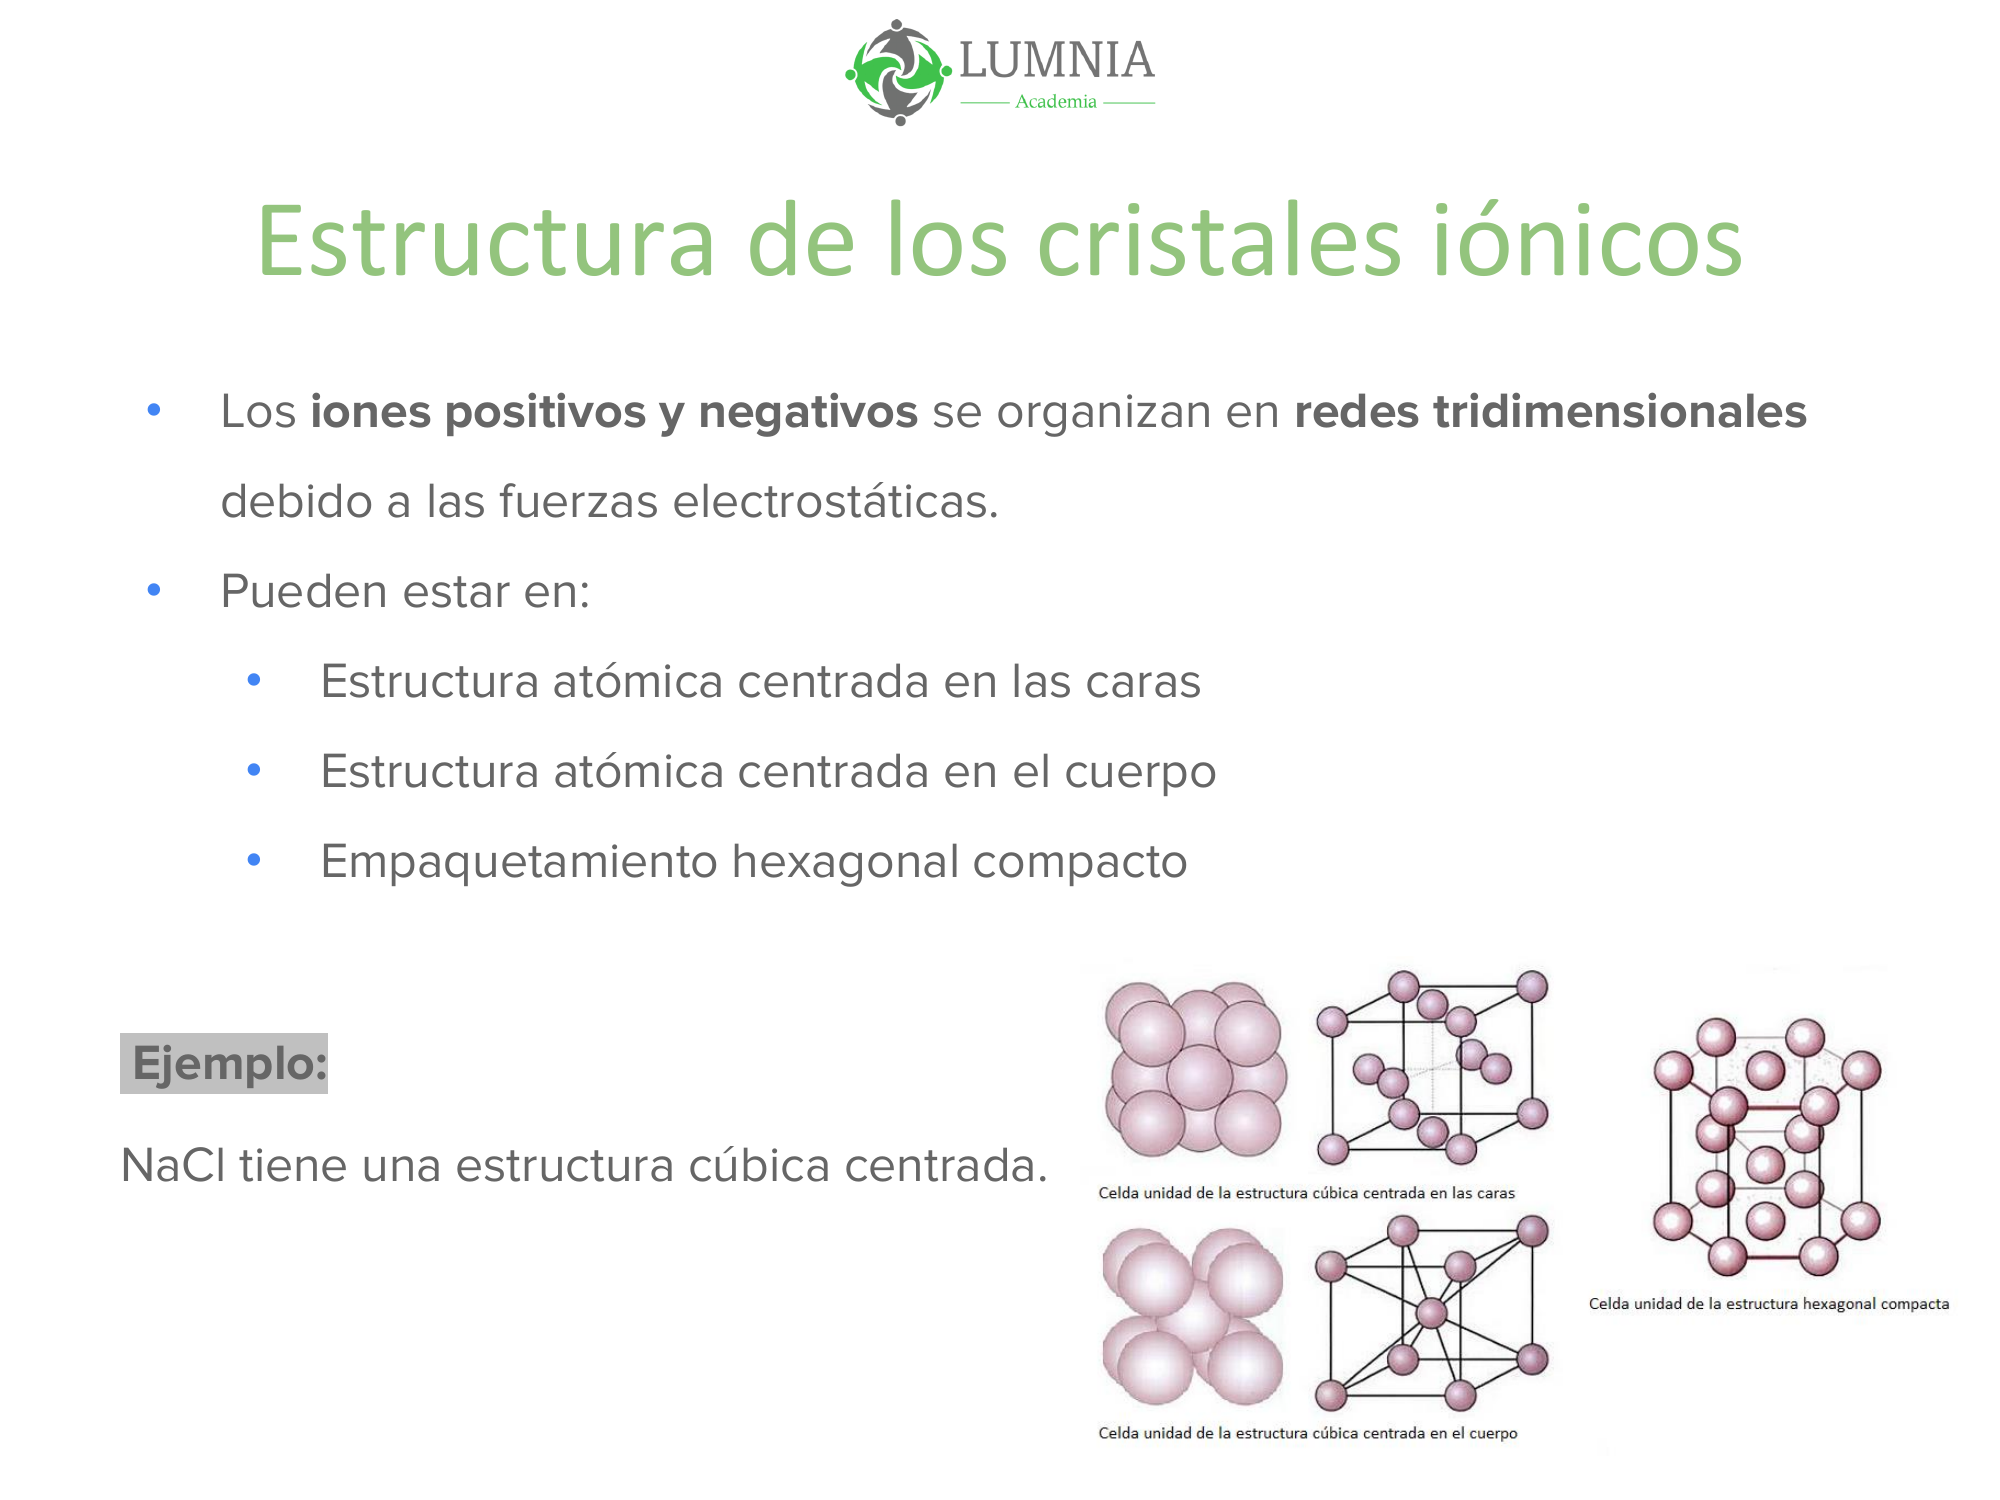 LUMNIA
Academia
Estructura de los cristales iónicos
• Los iones positivos y negativos se organizan en redes tridimensionales
debido a las fuerzas electrostáticas.
• Pueden estar en:
• Estructura atómica centrada en las caras
• Estructura atómica centrada en el cuerpo
• Empaquetamiento hexagonal compacto
Ejemplo:
NaCl tiene una estructura cúbica centrada.
Celda unidad de la estructura cúbica centrada en las caras
Celda unidad de la estructura hexagonal compacta
Celda unidad de la estructura cúbica centrada en el cuerpo